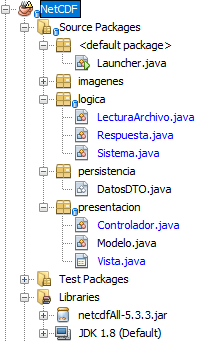 NetCDF
Source Packages
<default package>
Launcher.java
imagenes
logica
LecturaArchivo.java
Respuesta.java
Sistema.java
persistencia
DatosDTO.java
presentacion
Controlador.java
Modelo.java
Vista.java
Test Packages
Libraries
netcdfAll-5.3.3.jar
JDK 1.8 (Default)